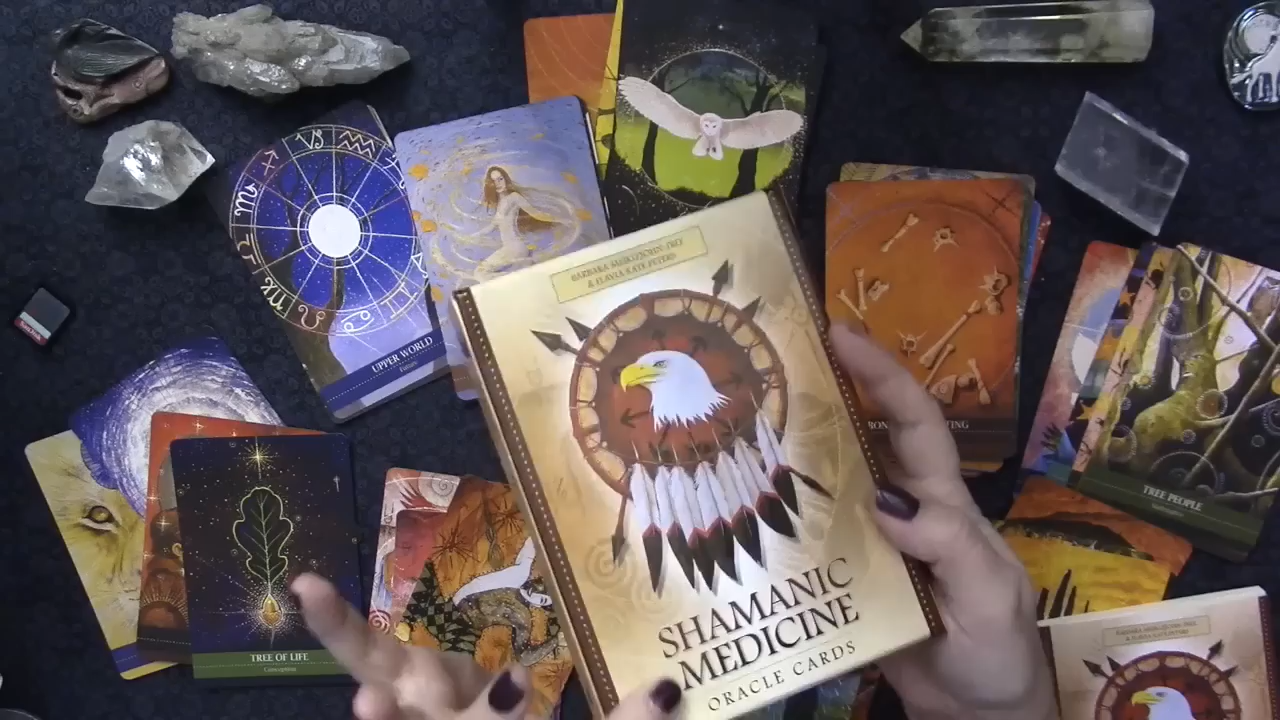 BARBARA MEIKLEJOHN-FREE
& FLAVIA KATE PETERS
SHAMANIC
MEDICINE
ORACLE CARDS
UPPER WORLD
Future
TREE OF LIFE
Conception
TREE PEOPLE
SanDisk